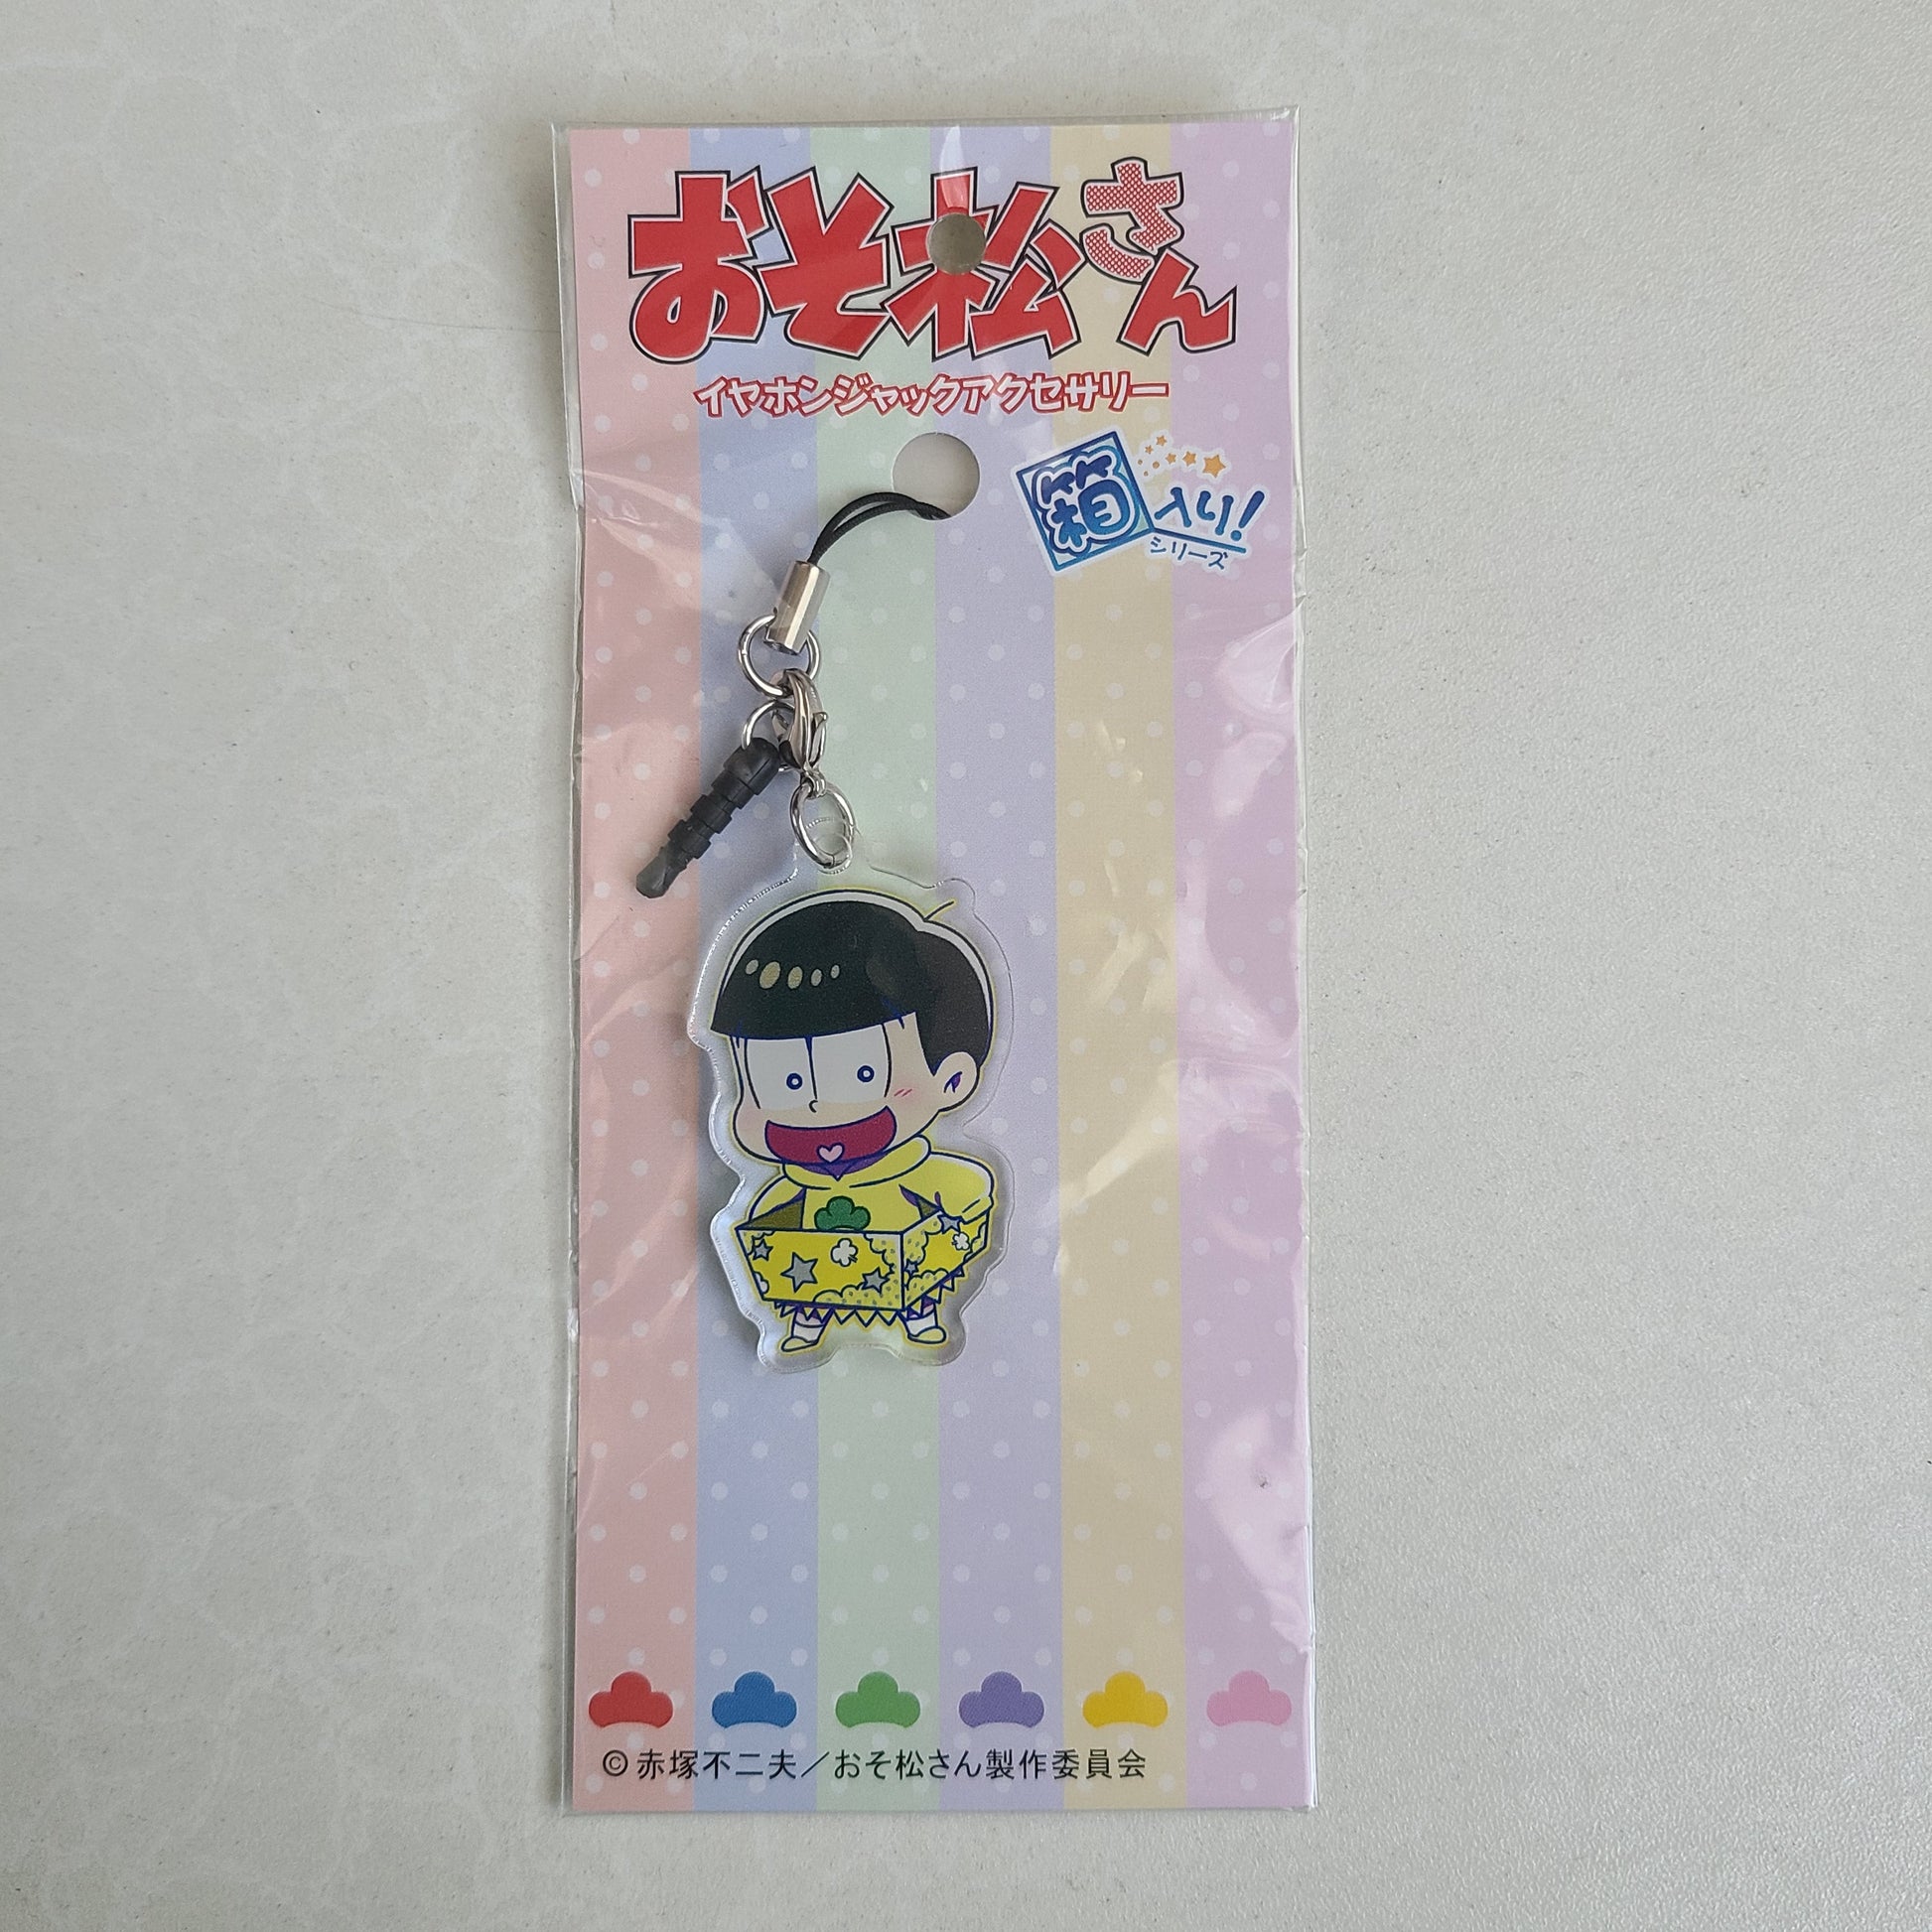 おそ松さん
イヤホンジャックアクセサリー
箱入り!
シリーズ
© 赤塚不二夫／おそ松さん製作委員会